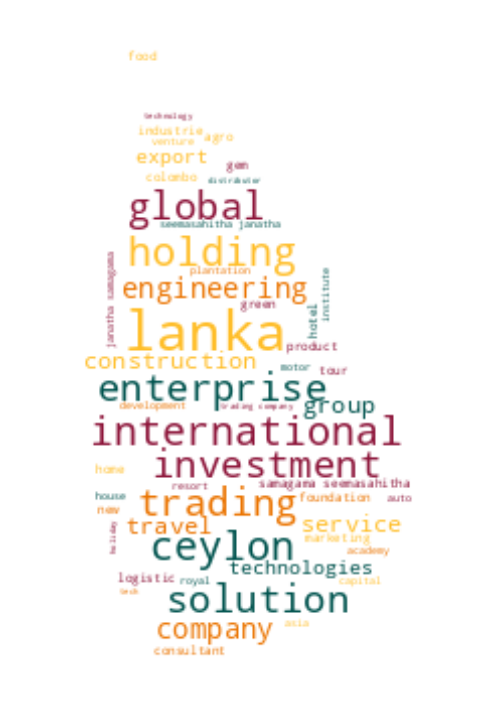 food
technology
industrie
agro
venture
export
gem
colombo
distributor
global
seemasahitha janatha
holding
plantation
janatha samagama
engineering
institute
green
hotel
lanka
product
construction
motor
tour
enterprise
development
trading company
group
international
investment
home
samagama seemasahitha
resort
house
trading
foundation
auto
new
travel
service
holiday
ceylon
marketing
academy
technologies
logistic
royal
capital
tech
solution
company
asia
consultant